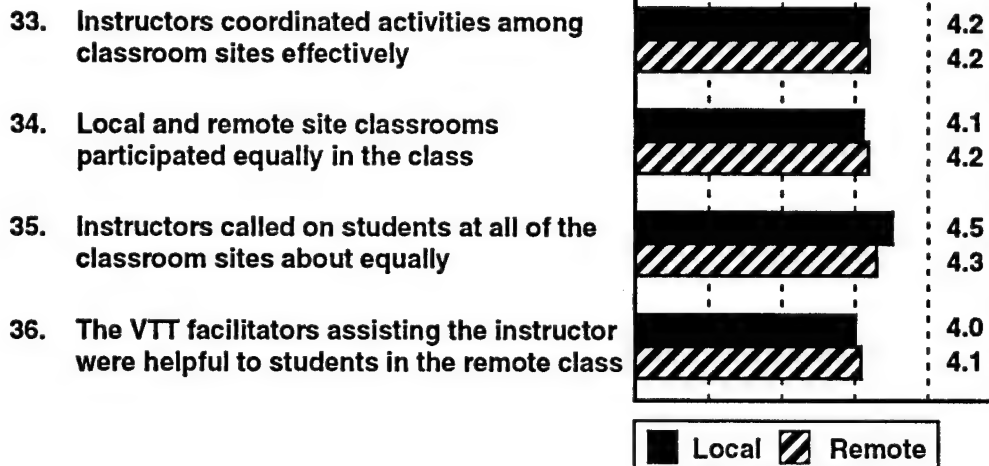 33. Instructors coordinated activities among
classroom sites effectively
4.2
4.2
34. Local and remote site classrooms
participated equally in the class
4.1
4.2
35. Instructors called on students at all of the
classroom sites about equally
4.5
4.3
36. The VTT facilitators assisting the instructor
were helpful to students in the remote class
4.0
4.1
Local Remote